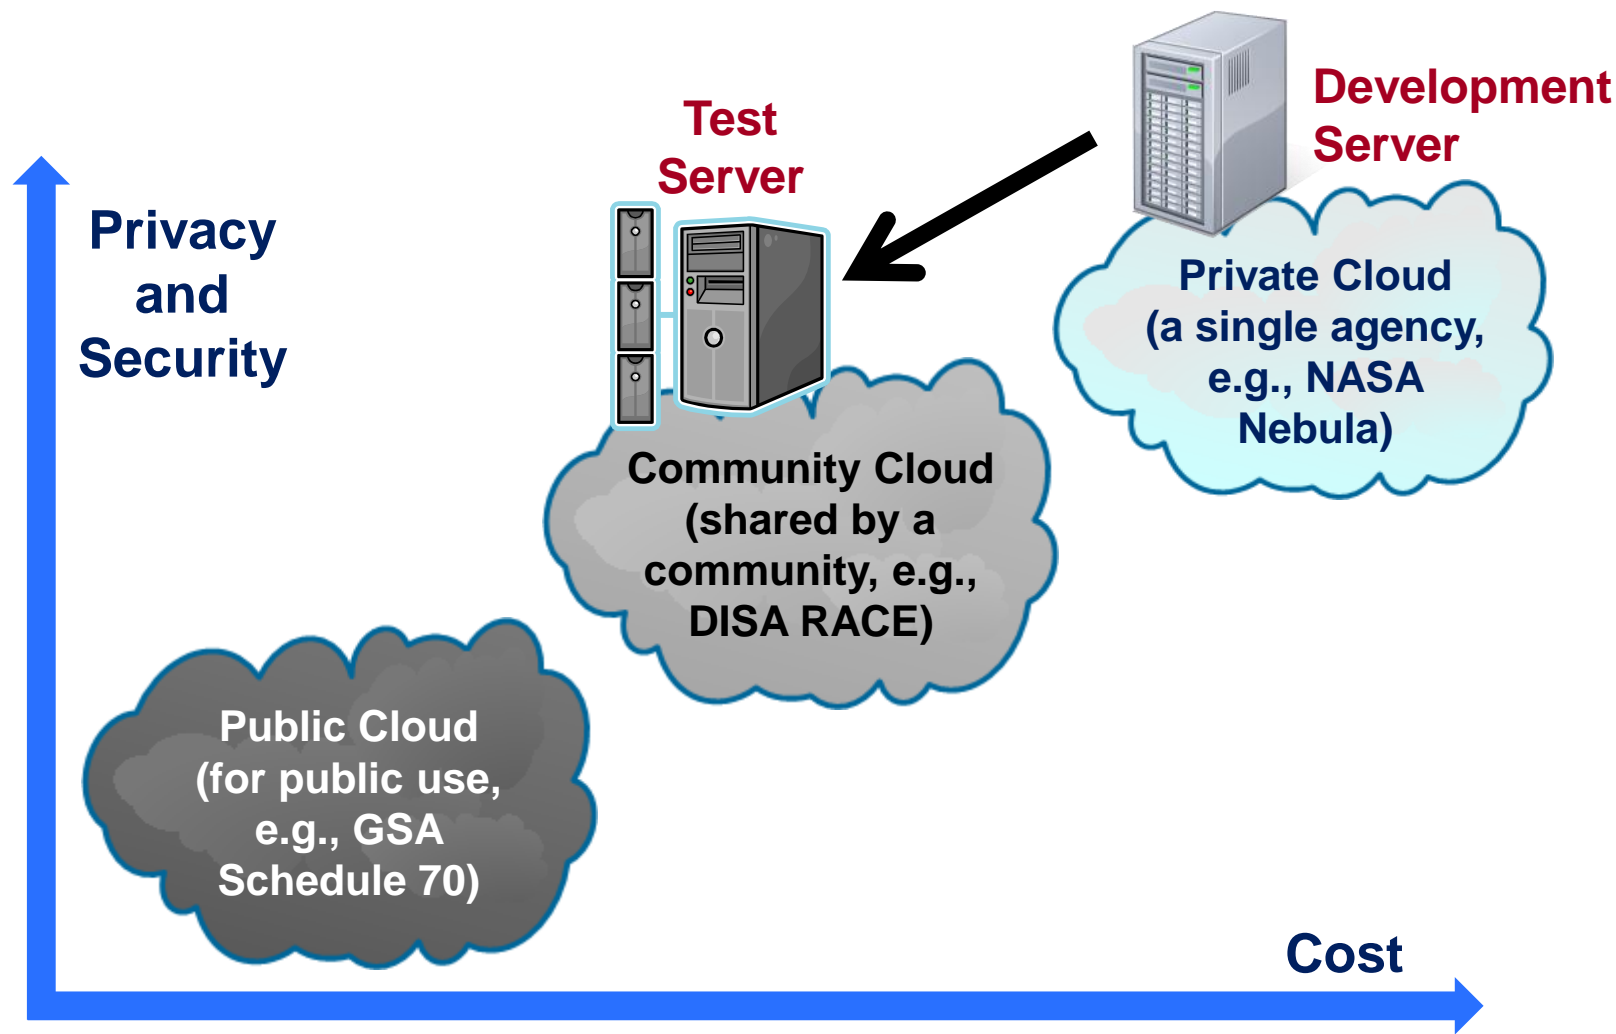 Development
Server
Test
Server
Privacy
and
Security
Private Cloud
(a single agency,
e.g., NASA
Nebula)
Community Cloud
(shared by a
community, e.g.,
DISA RACE)
Public Cloud
(for public use,
e.g., GSA
Schedule 70)
Cost